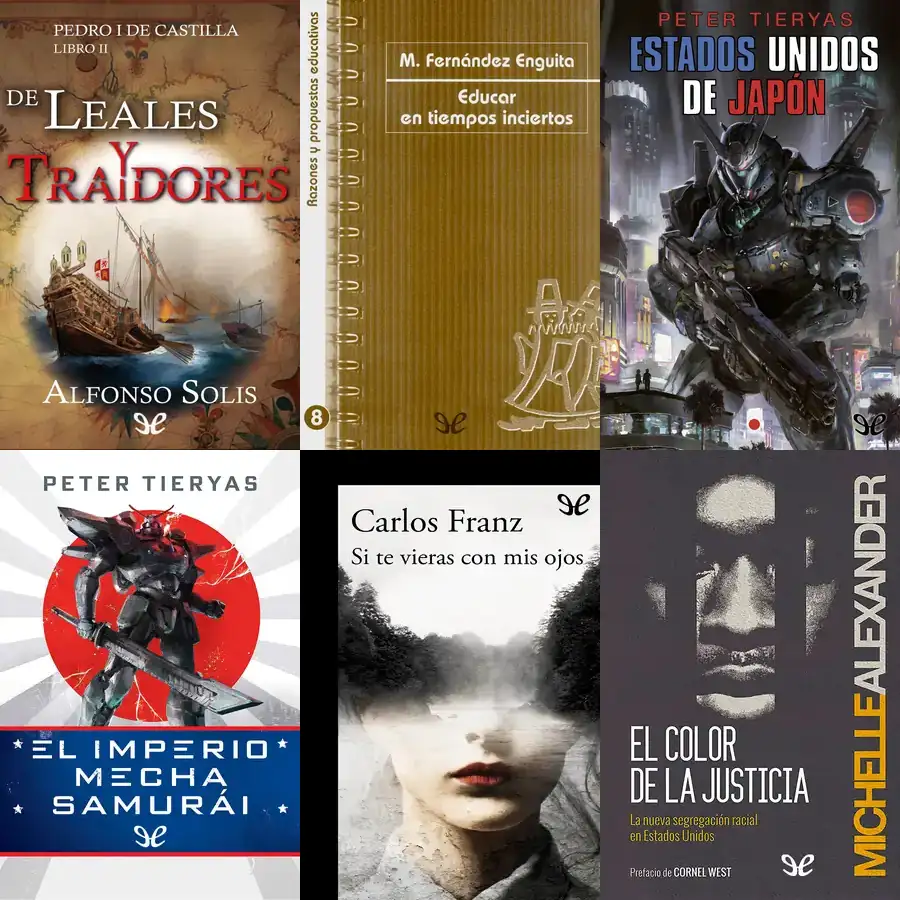 PEDRO I DE CASTILLA
LIBRO II
DE LEALES
Y
TRAIDORES
ALFONSO SOLIS
Razones y propuestas educativas
M. Fernández Enguita
Educar
en tiempos inciertos
8
PETER TIERYAS
ESTADOS UNIDOS
DE JAPÓN
PETER TIERYAS
EL IMPERIO
MECHA
SAMURÁI
Carlos Franz
Si te vieras con mis ojos
MICHELLE ALEXANDER
EL COLOR
DE LA JUSTICIA
La nueva segregación racial
en Estados Unidos
Prefacio de CORNEL WEST